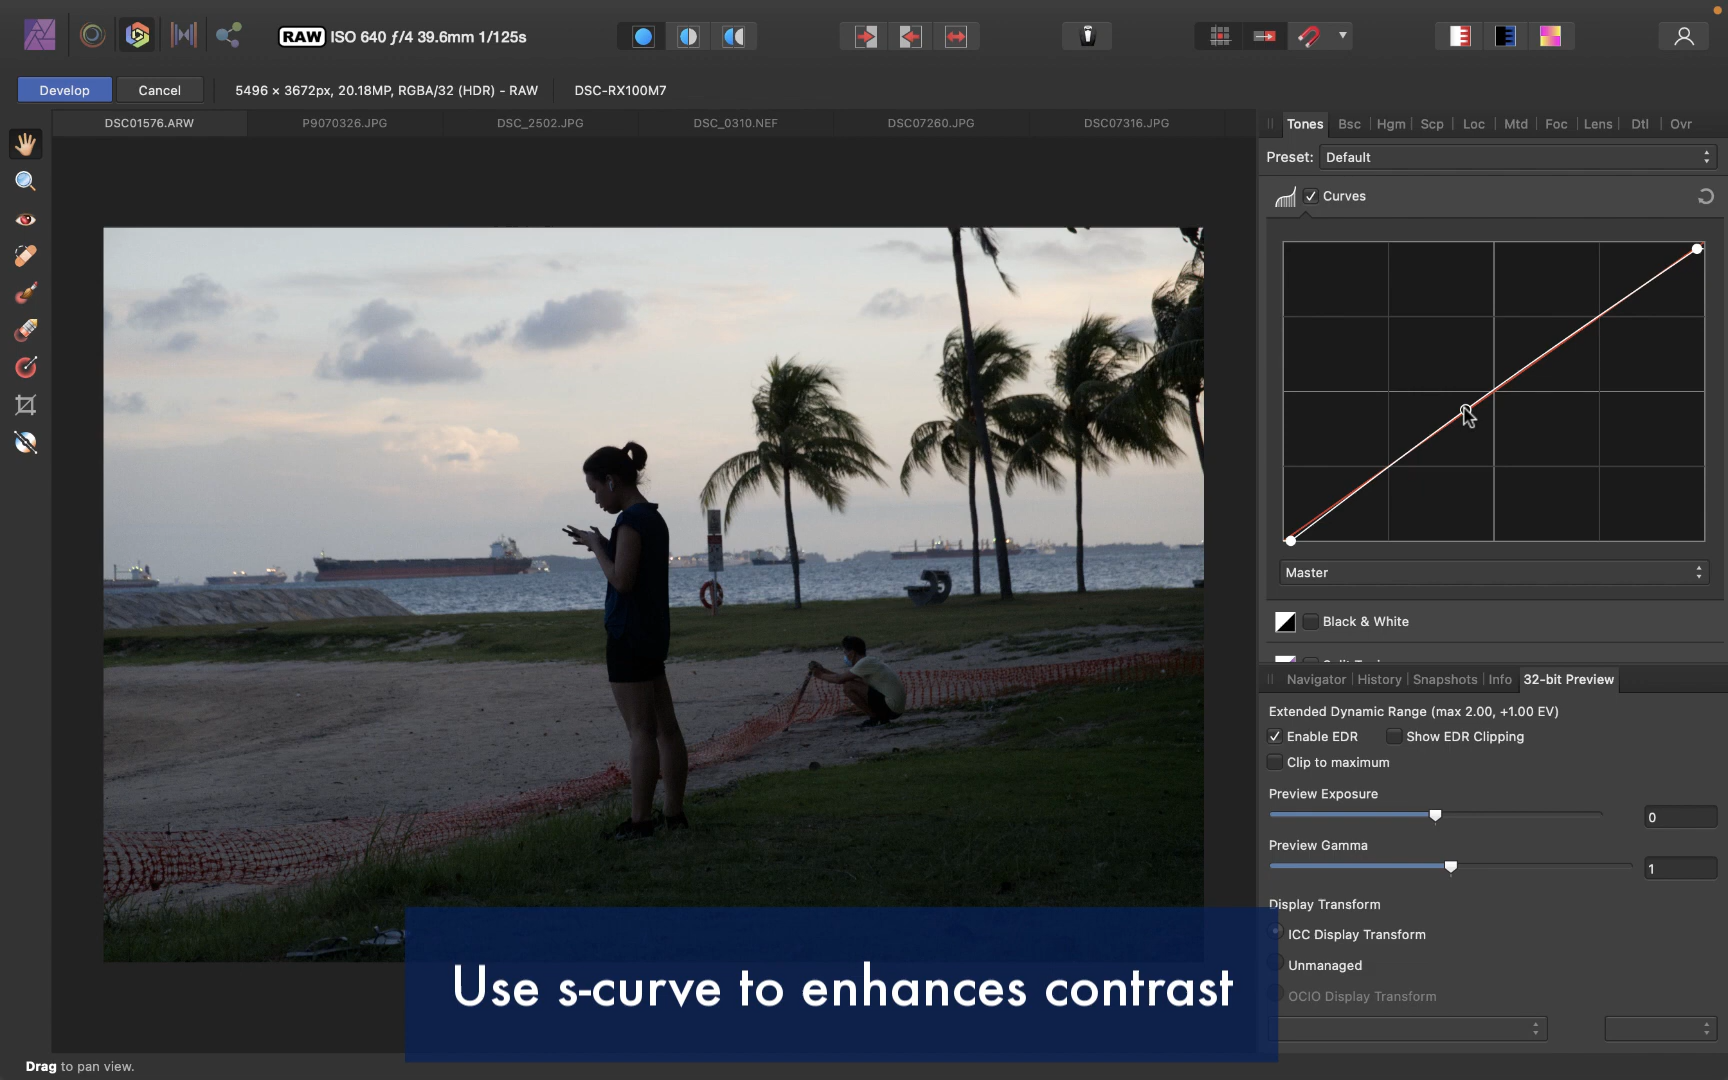 RAW ISO 640 ƒ/4 39.6mm 1/125s
Develop Cancel 5496 × 3672px, 20.18MP, RGBA/32 (HDR) - RAW DSC-RX100M7
DSC01576.ARW P9070326.JPG DSC_2502.JPG DSC_0310.NEF DSC07260.JPG DSC07316.JPG
Tones Bsc Hgm Scp Loc Mtd Foc Lens Dtl Ovr
Preset: Default
Curves
Master
Black & White
Navigator History Snapshots Info 32-bit Preview
Extended Dynamic Range (max 2.00, +1.00 EV)
Enable EDR Show EDR Clipping
Clip to maximum
Preview Exposure
0
Preview Gamma
1
Display Transform
ICC Display Transform
Unmanaged
OCIO Display Transform
Use s-curve to enhances contrast
Drag to pan view.